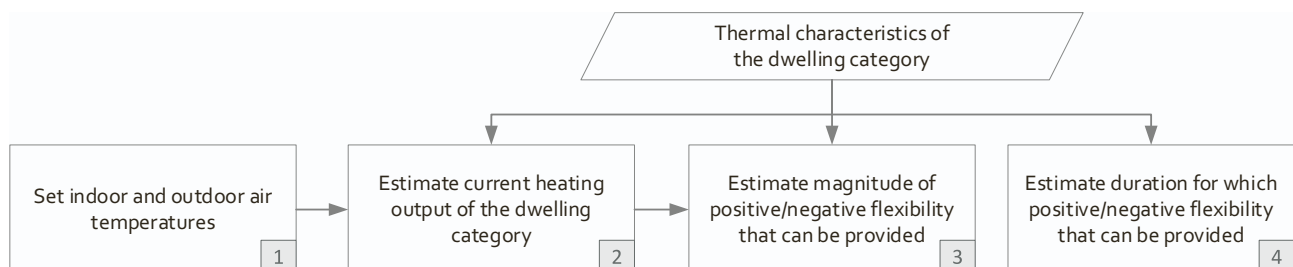 Thermal characteristics of
the dwelling category
Set indoor and outdoor air
temperatures
1
Estimate current heating
output of the dwelling
category
2
Estimate magnitude of
positive/negative flexibility
that can be provided
3
Estimate duration for which
positive/negative flexibility
that can be provided
4